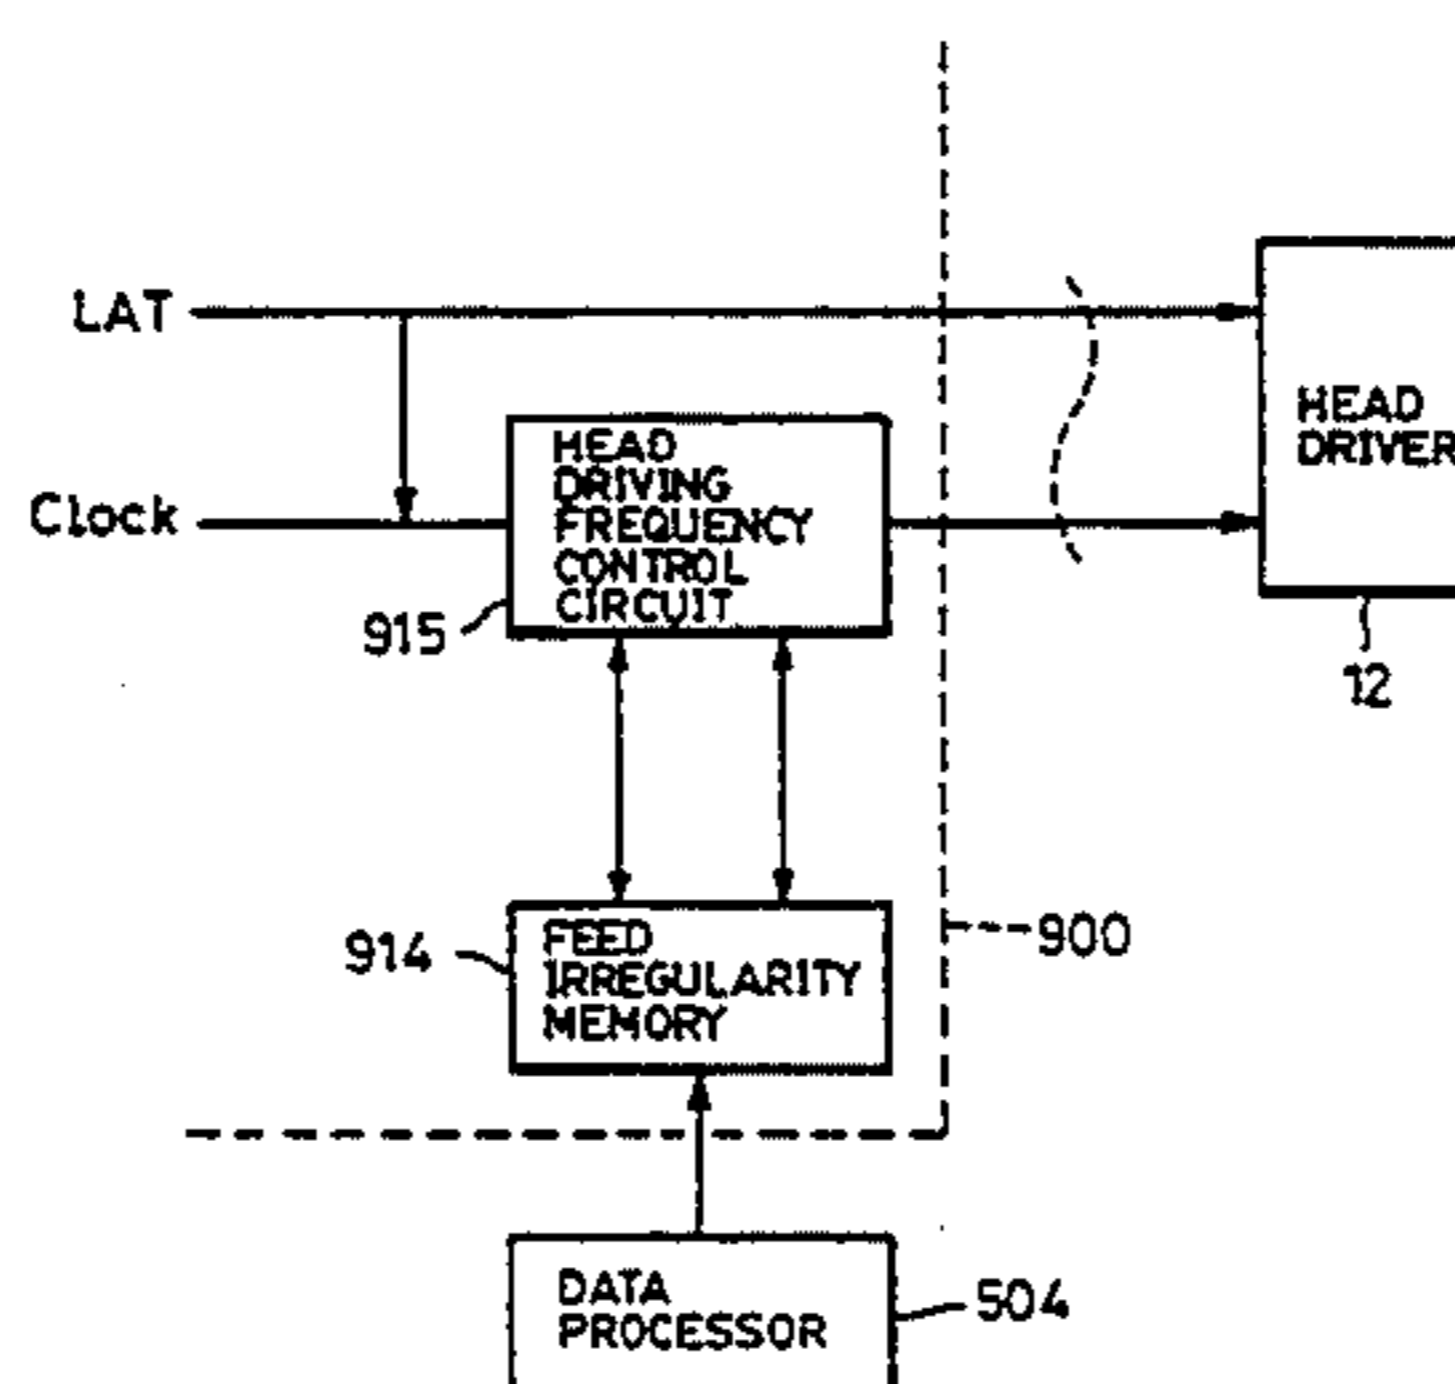 LAT
HEAD
DRIVER
HEAD
DRIVING
FREQUENCY
CONTROL
CIRCUIT
Clock
915
12
914
FEED
IRREGULARITY
MEMORY
900
DATA
PROCESSOR
504